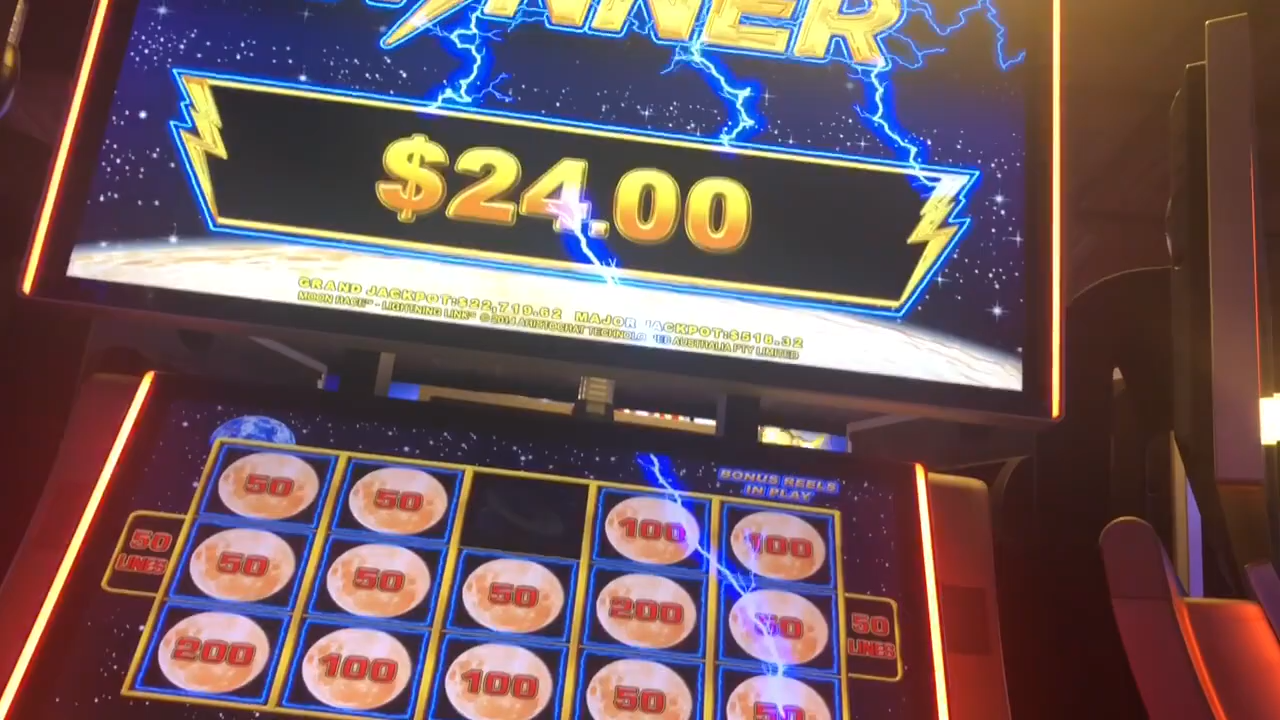 WINNER
$24.00
GRAND JACKPOT:$22,719.62 MAJOR JACKPOT:$518.32
MOON RACE™ - LIGHTNING LINK™ © 2014 ARISTOCRAT TECHNOLOGIES AUSTRALIA PTY LIMITED
BONUS REELS
IN PLAY
50 50 100 100
50 LINES
50 50 50 200 50
50 LINES
200 100 100 50 50